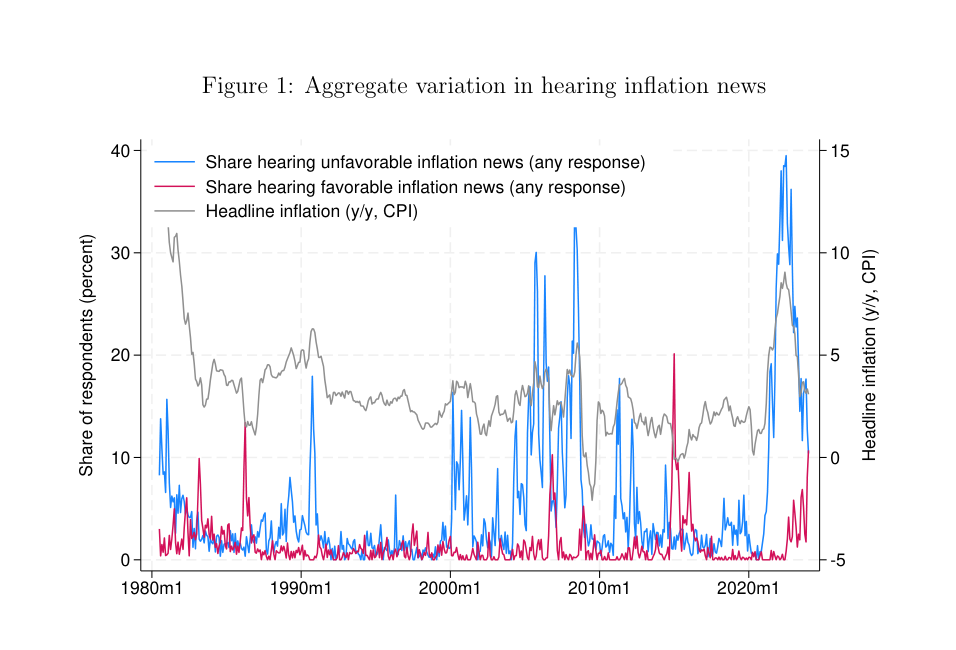 Figure 1: Aggregate variation in hearing inflation news
Share hearing unfavorable inflation news (any response)
Share hearing favorable inflation news (any response)
Headline inflation (y/y, CPI)
Share of respondents (percent)
40
30
20
10
0
15
10
5
0
-5
Headline inflation (y/y, CPI)
1980m1 1990m1 2000m1 2010m1 2020m1